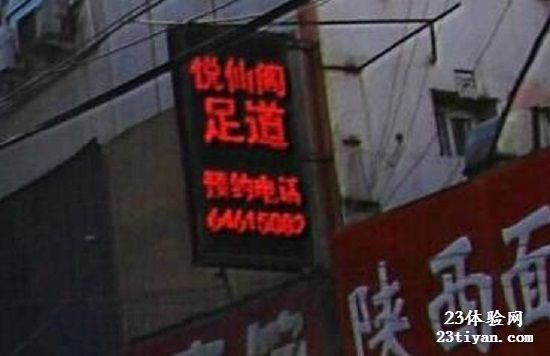 悦仙阁
足道
预约电话
64615082
陕西面
23体验网
23tiyan.com